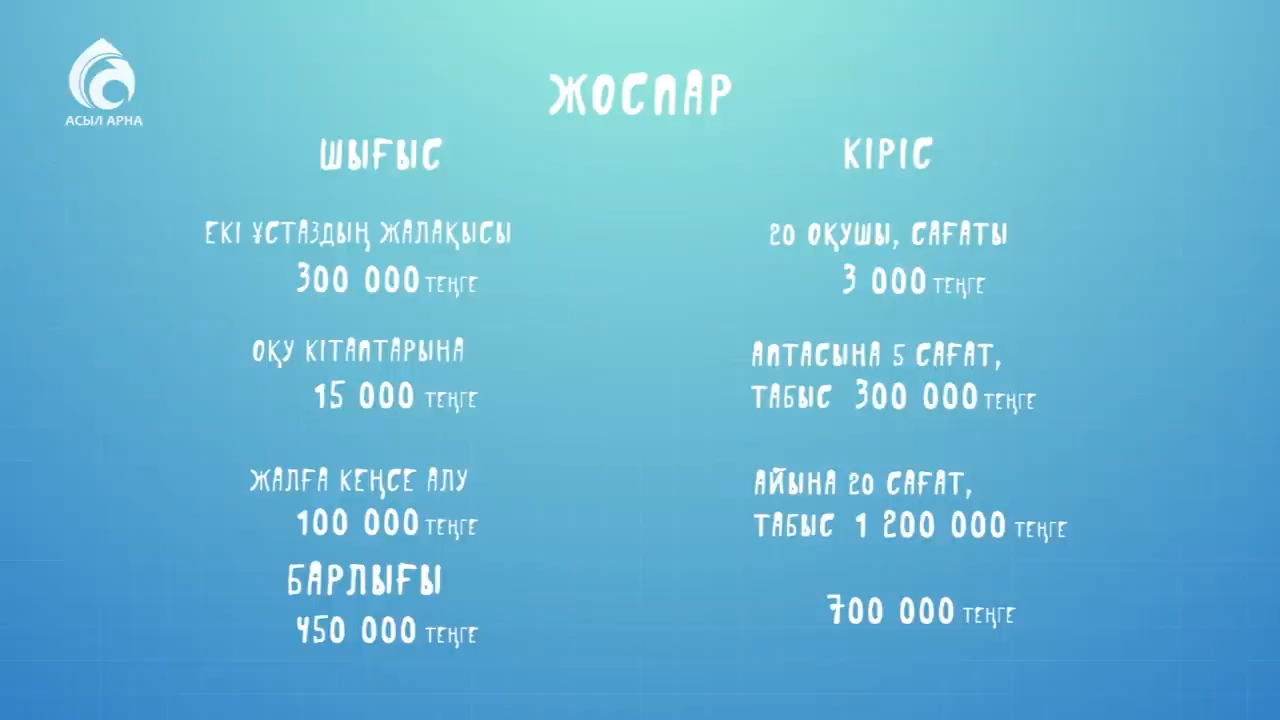 АСЫЛ АРНА
ЖОСПАР
ШЫҒЫС
ЕКІ ҰСТАЗДЫҢ ЖАЛАҚЫСЫ
300 000 ТЕҢГЕ
ОҚУ КІТАПТАРЫНА
15 000 ТЕҢГЕ
ЖАЛҒА КЕҢСЕ АЛУ
100 000 ТЕҢГЕ
БАРЛЫҒЫ
450 000 ТЕҢГЕ
КІРІС
20 ОҚУШЫ, САҒАТЫ
3 000 ТЕҢГЕ
АПТАСЫНА 5 САҒАТ,
ТАБЫС 300 000 ТЕҢГЕ
АЙЫНА 20 САҒАТ,
ТАБЫС 1 200 000 ТЕҢГЕ
700 000 ТЕҢГЕ